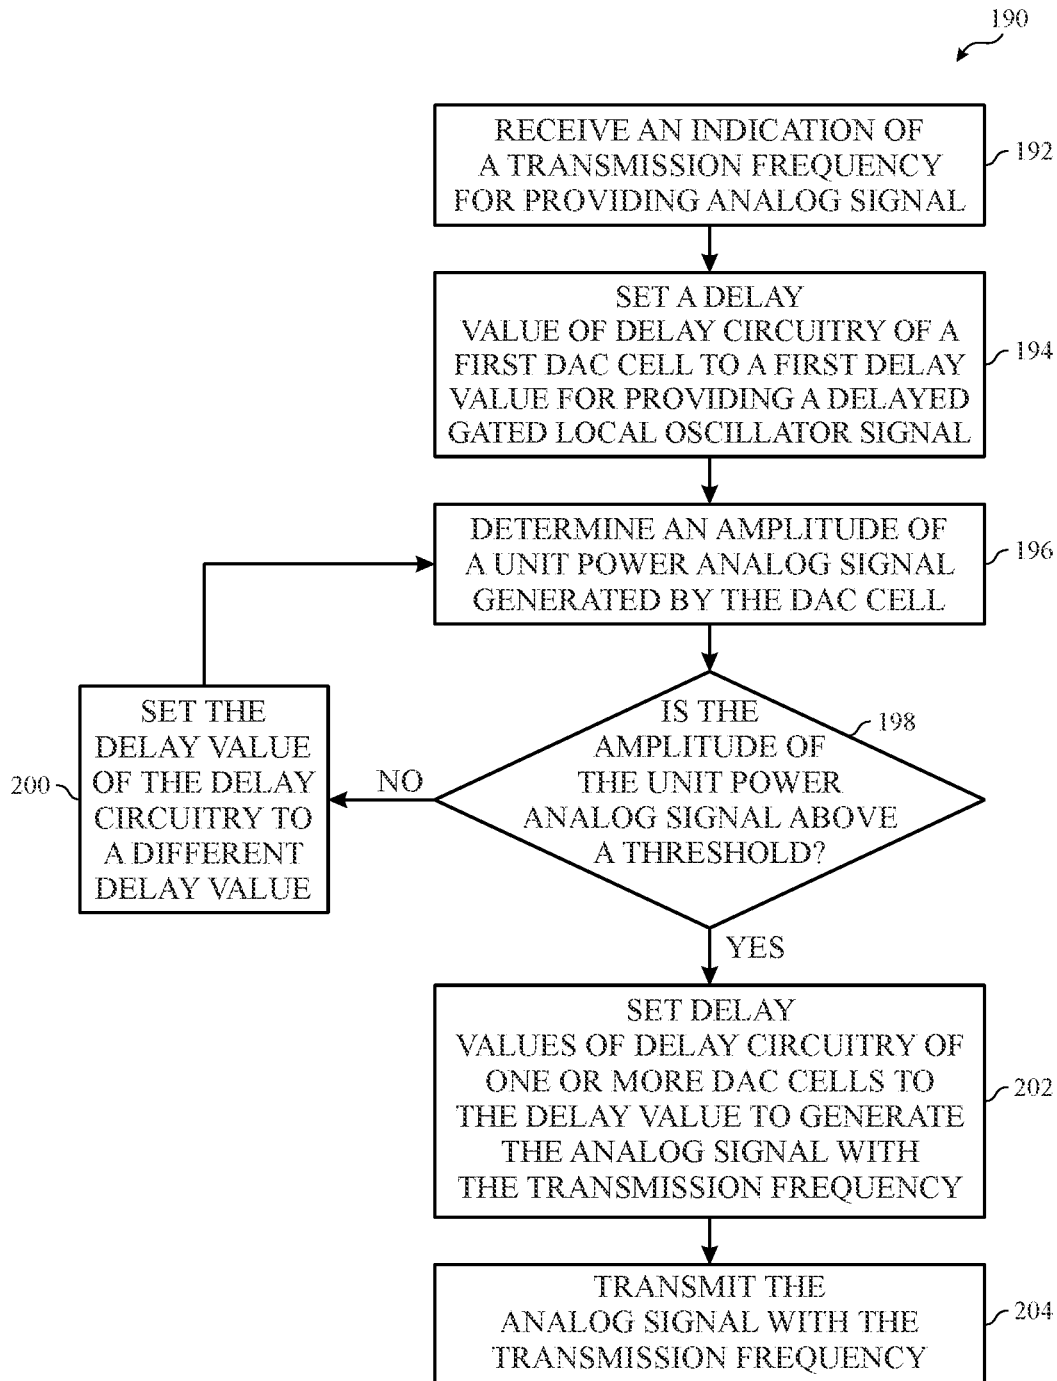 190
RECEIVE AN INDICATION OF
A TRANSMISSION FREQUENCY
FOR PROVIDING ANALOG SIGNAL
192
SET A DELAY
VALUE OF DELAY CIRCUITRY OF A
FIRST DAC CELL TO A FIRST DELAY
VALUE FOR PROVIDING A DELAYED
GATED LOCAL OSCILLATOR SIGNAL
194
DETERMINE AN AMPLITUDE OF
A UNIT POWER ANALOG SIGNAL
GENERATED BY THE DAC CELL
196
IS THE
AMPLITUDE OF
THE UNIT POWER
ANALOG SIGNAL ABOVE
A THRESHOLD?
198
NO
SET THE
DELAY VALUE
OF THE DELAY
CIRCUITRY TO
A DIFFERENT
DELAY VALUE
200
YES
SET DELAY
VALUES OF DELAY CIRCUITRY OF
ONE OR MORE DAC CELLS TO
THE DELAY VALUE TO GENERATE
THE ANALOG SIGNAL WITH
THE TRANSMISSION FREQUENCY
202
TRANSMIT THE
ANALOG SIGNAL WITH THE
TRANSMISSION FREQUENCY
204